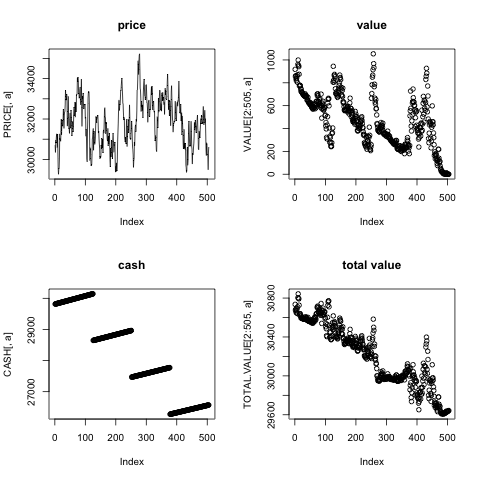 price
value
PRICE[, a]
30000 32000 34000
0 100 200 300 400 500
Index
VALUE[2:505, a]
0 200 600 1000
0 100 200 300 400 500
Index
cash
total value
CASH[, a]
27000 29000
0 100 200 300 400 500
Index
TOTAL.VALUE[2:505, a]
29600 30000 30400 30800
0 100 200 300 400 500
Index